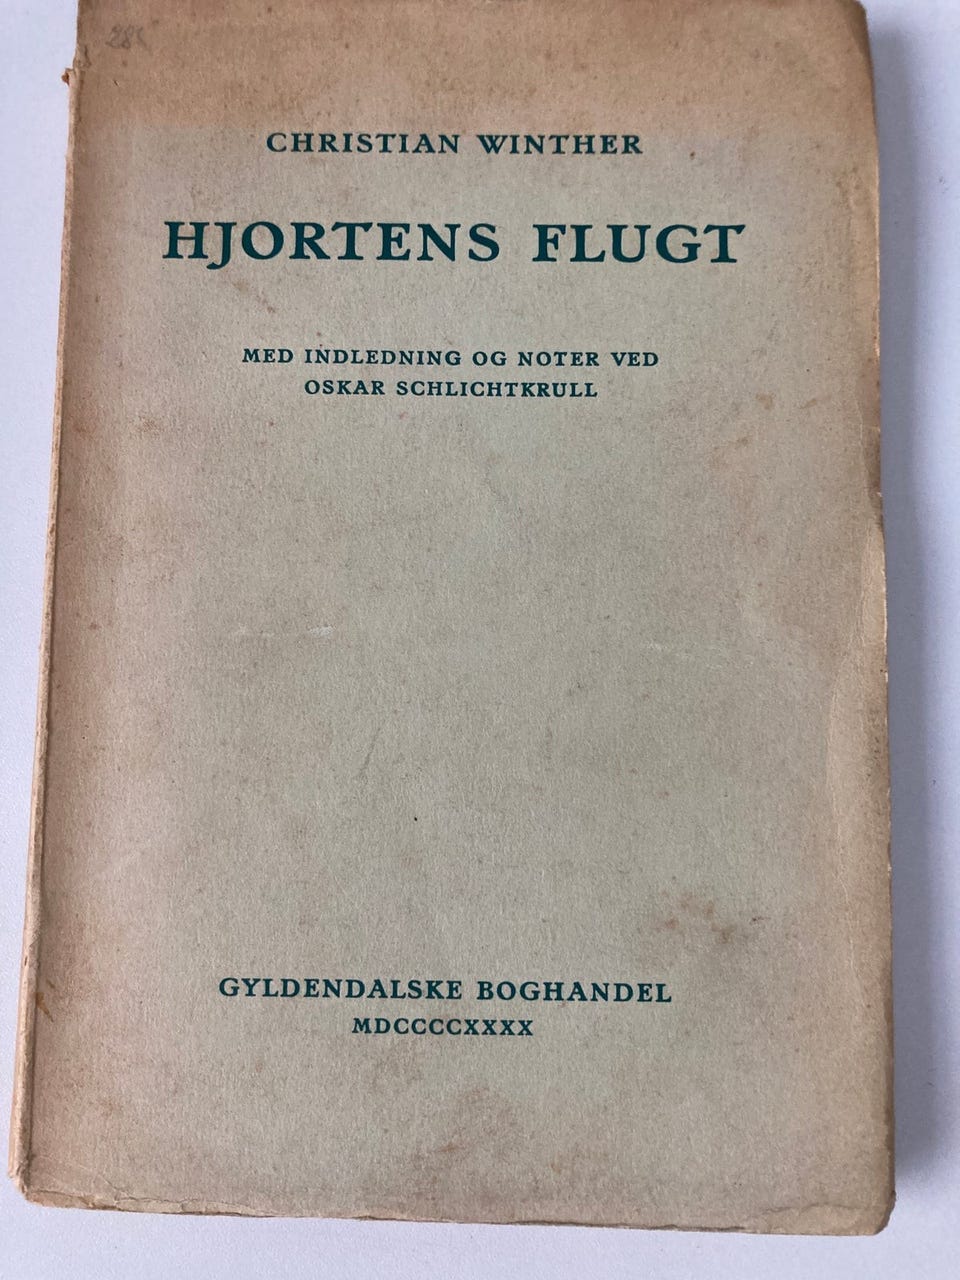 CHRISTIAN WINTHER
HJORTENS FLUGT
MED INDLEDNING OG NOTER VED
OSKAR SCHLICHTKRULL
GYLDENDALSKE BOGHANDEL
MDCCCCXXXX